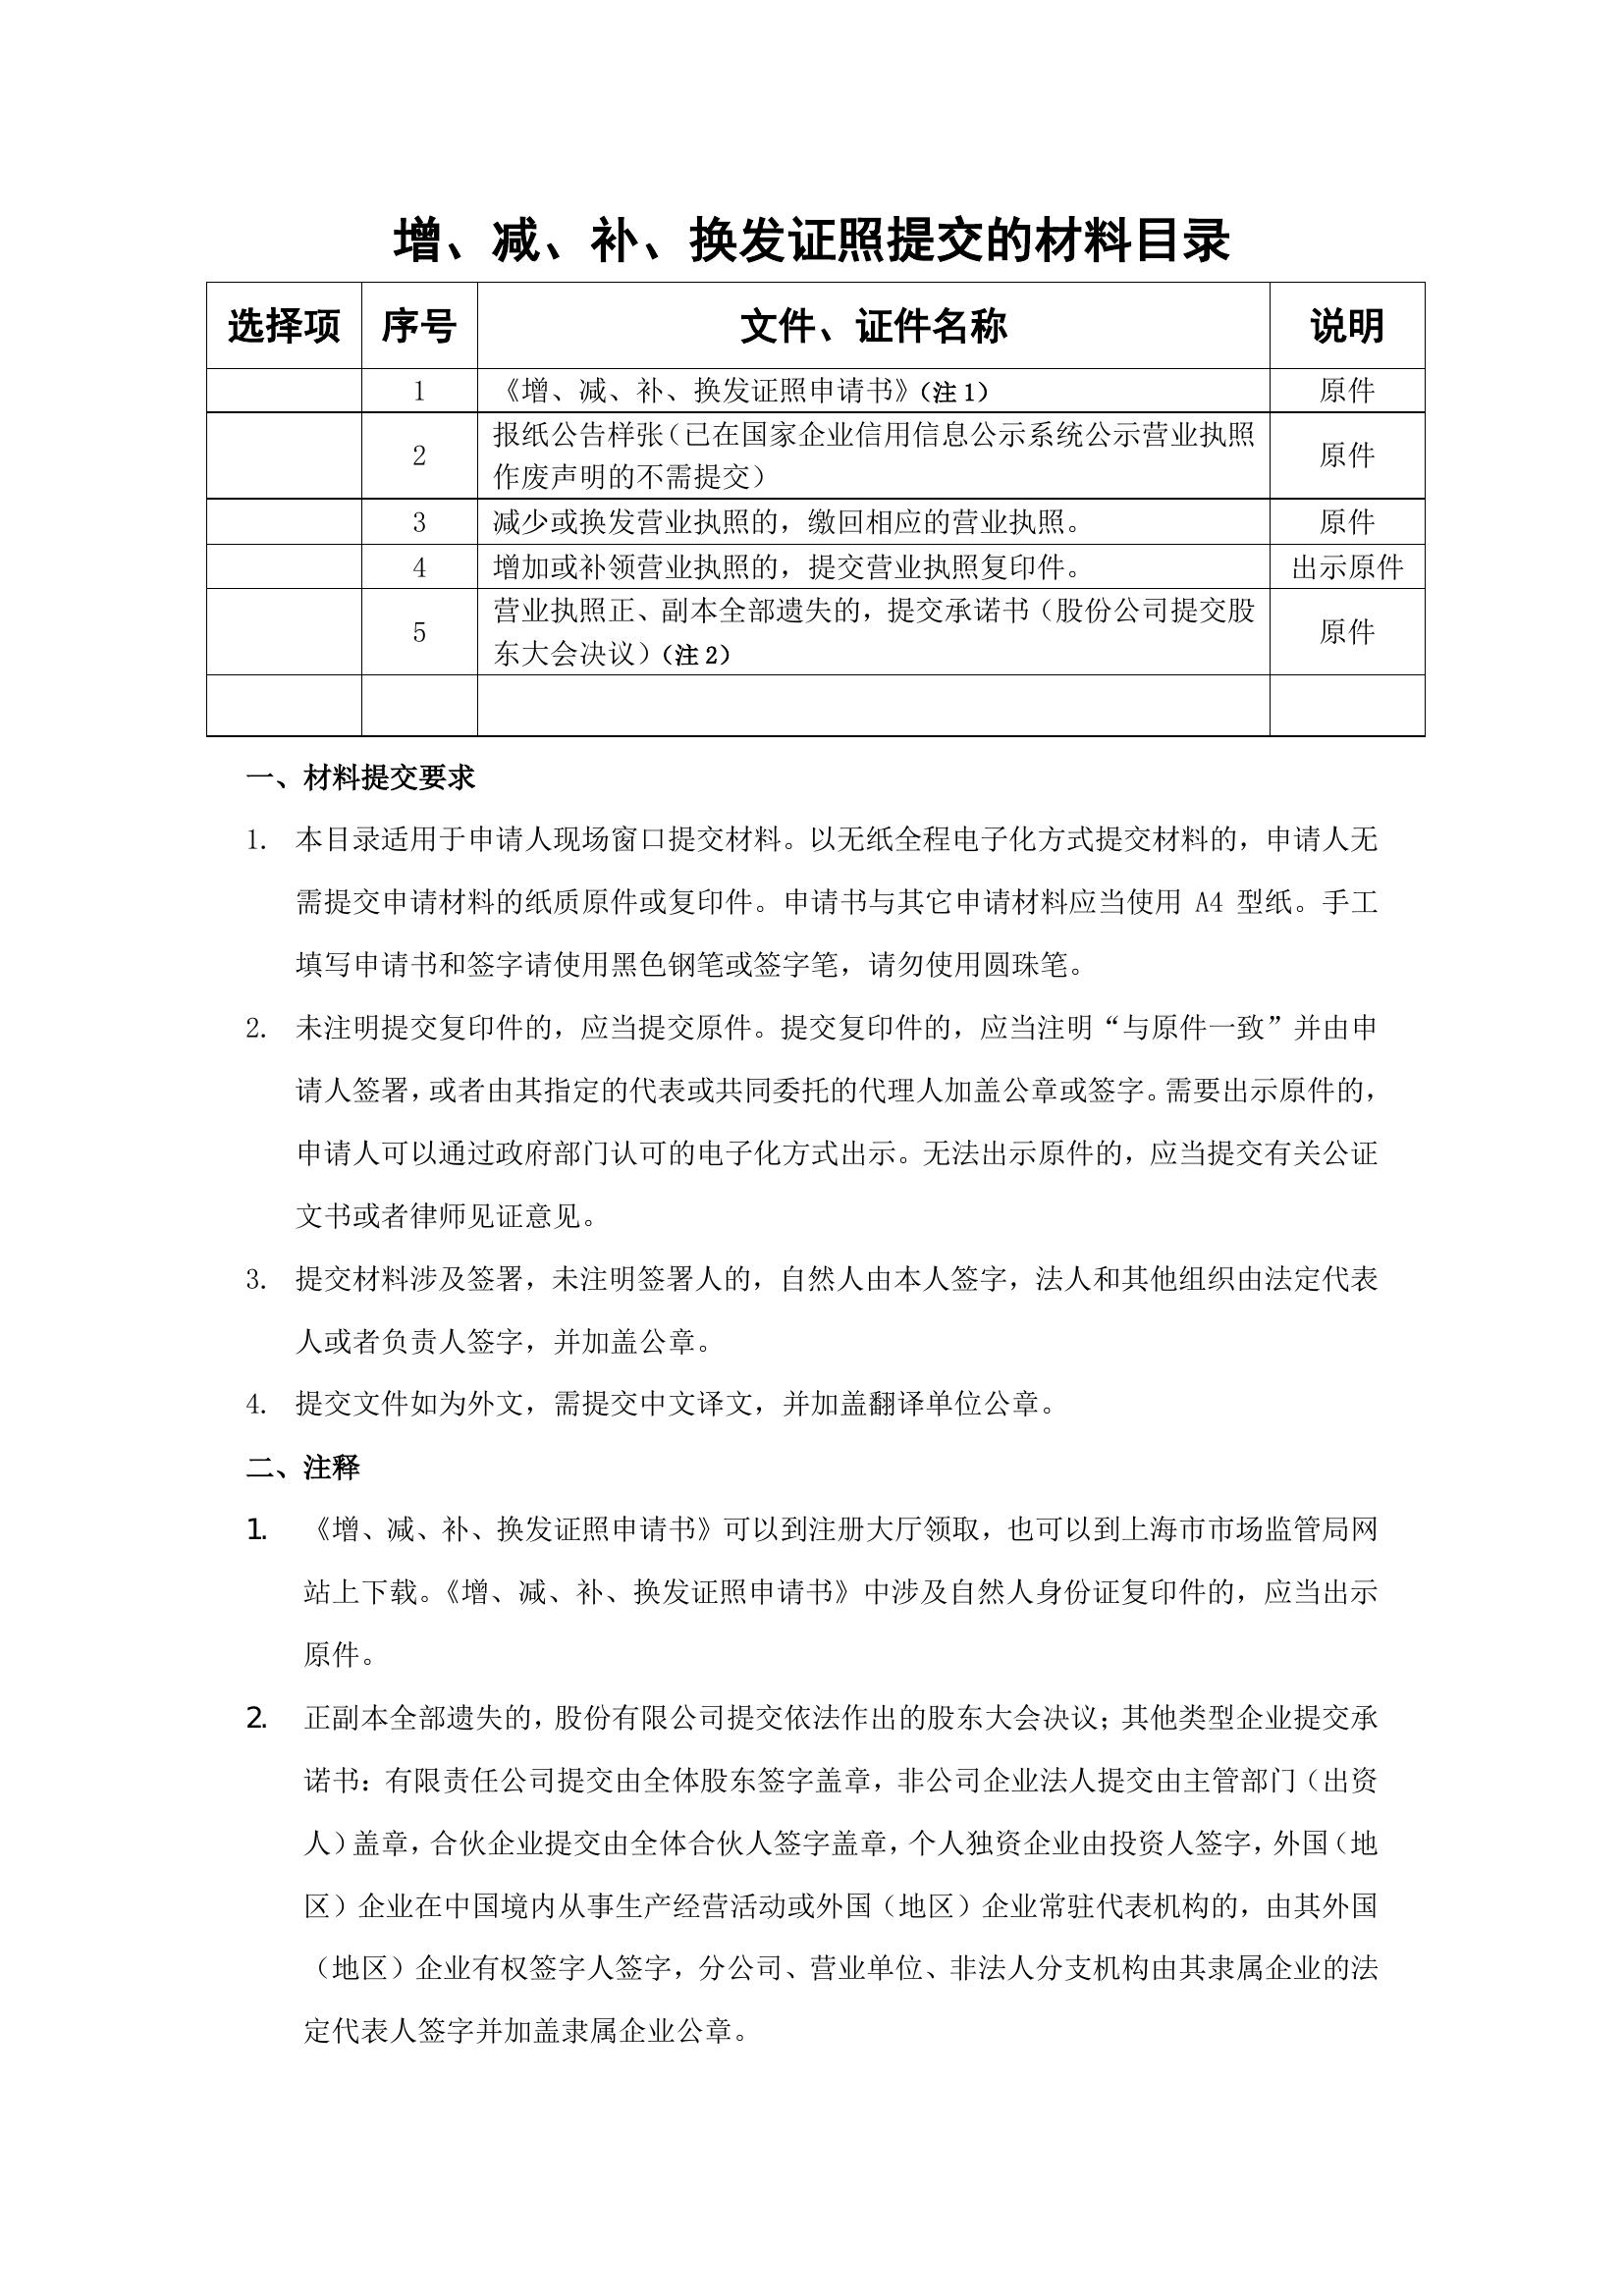 增、减、补、换发证照提交的材料目录
选择项 序号 文件、证件名称 说明
1 《增、减、补、换发证照申请书》（注 1） 原件
2 报纸公告样张（已在国家企业信用信息公示系统公示营业执照
作废声明的不需提交） 原件
3 减少或换发营业执照的，缴回相应的营业执照。 原件
4 增加或补领营业执照的，提交营业执照复印件。 出示原件
5 营业执照正、副本全部遗失的，提交承诺书（股份公司提交股
东大会决议）（注 2） 原件
一、材料提交要求
1. 本目录适用于申请人现场窗口提交材料。以无纸全程电子化方式提交材料的，申请人无
需提交申请材料的纸质原件或复印件。申请书与其它申请材料应当使用 A4 型纸。手工
填写申请书和签字请使用黑色钢笔或签字笔，请勿使用圆珠笔。
2. 未注明提交复印件的，应当提交原件。提交复印件的，应当注明“与原件一致”并由申
请人签署，或者由其指定的代表或共同委托的代理人加盖公章或签字。需要出示原件的，
申请人可以通过政府部门认可的电子化方式出示。无法出示原件的，应当提交有关公证
文书或者律师见证意见。
3. 提交材料涉及签署，未注明签署人的，自然人由本人签字，法人和其他组织由法定代表
人或者负责人签字，并加盖公章。
4. 提交文件如为外文，需提交中文译文，并加盖翻译单位公章。
二、注释
1. 《增、减、补、换发证照申请书》可以到注册大厅领取，也可以到上海市市场监管局网
站上下载。《增、减、补、换发证照申请书》中涉及自然人身份证复印件的，应当出示
原件。
2. 正副本全部遗失的，股份有限公司提交依法作出的股东大会决议；其他类型企业提交承
诺书：有限责任公司提交由全体股东签字盖章，非公司企业法人提交由主管部门（出资
人）盖章，合伙企业提交由全体合伙人签字盖章，个人独资企业由投资人签字，外国（地
区）企业在中国境内从事生产经营活动或外国（地区）企业常驻代表机构的，由其外国
（地区）企业有权签字人签字，分公司、营业单位、非法人分支机构由其隶属企业的法
定代表人签字并加盖隶属企业公章。